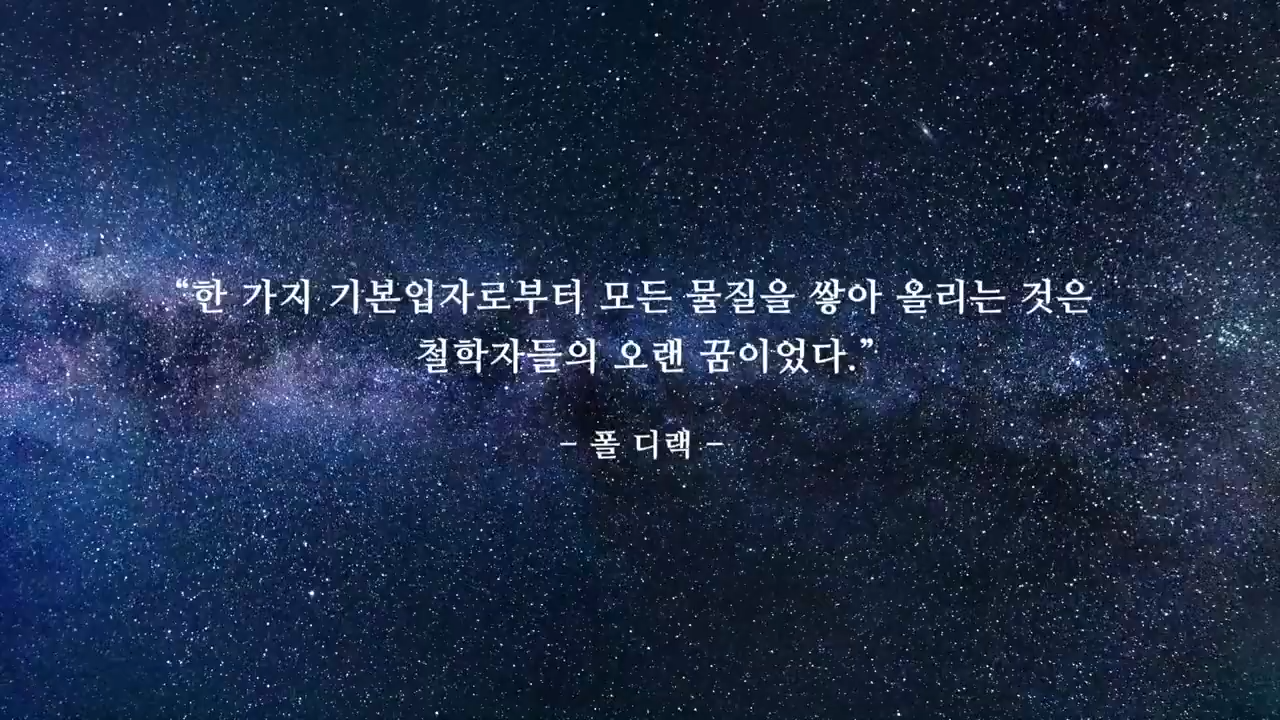 “한 가지 기본입자로부터 모든 물질을 쌓아 올리는 것은
철학자들의 오랜 꿈이었다.”
- 폴 디랙 -